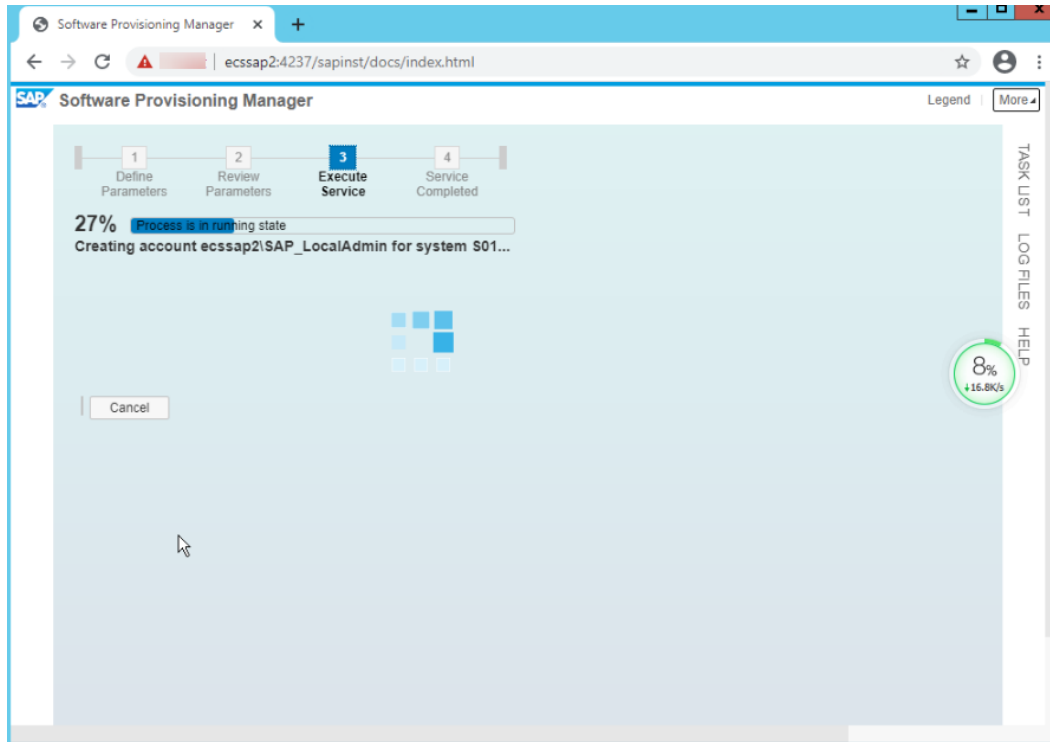 Software Provisioning Manager
ecssap2:4237/sapinst/docs/index.html
SAP Software Provisioning Manager
Legend
More
1
Define Parameters
2
Review Parameters
3
Execute Service
4
Service Completed
27% Process is in running state
Creating account ecssap2\SAP_LocalAdmin for system S01...
Cancel
TASK LIST
LOG FILES
HELP
8%
↓16.8K/s